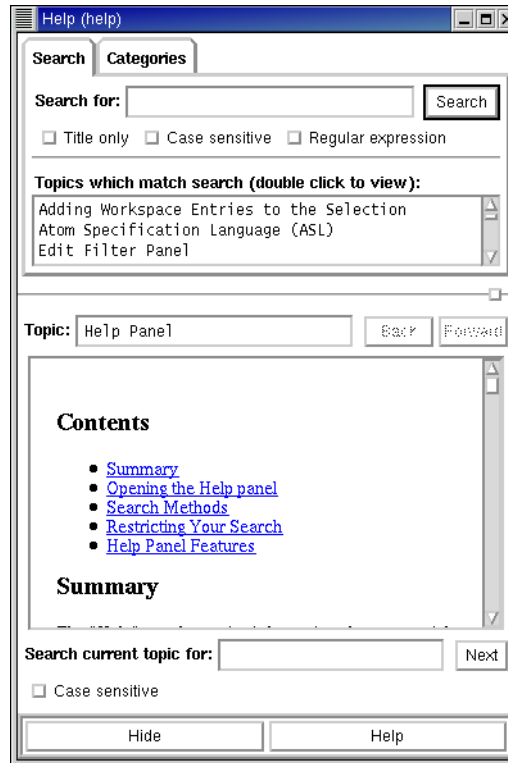 Help (help)
Search Categories
Search for: Search
Title only Case sensitive Regular expression
Topics which match search (double click to view):
Adding Workspace Entries to the Selection
Atom Specification Language (ASL)
Edit Filter Panel
Topic: Help Panel Back Forward
Contents
Summary
Opening the Help panel
Search Methods
Restricting Your Search
Help Panel Features
Summary
Search current topic for: Next
Case sensitive
Hide Help